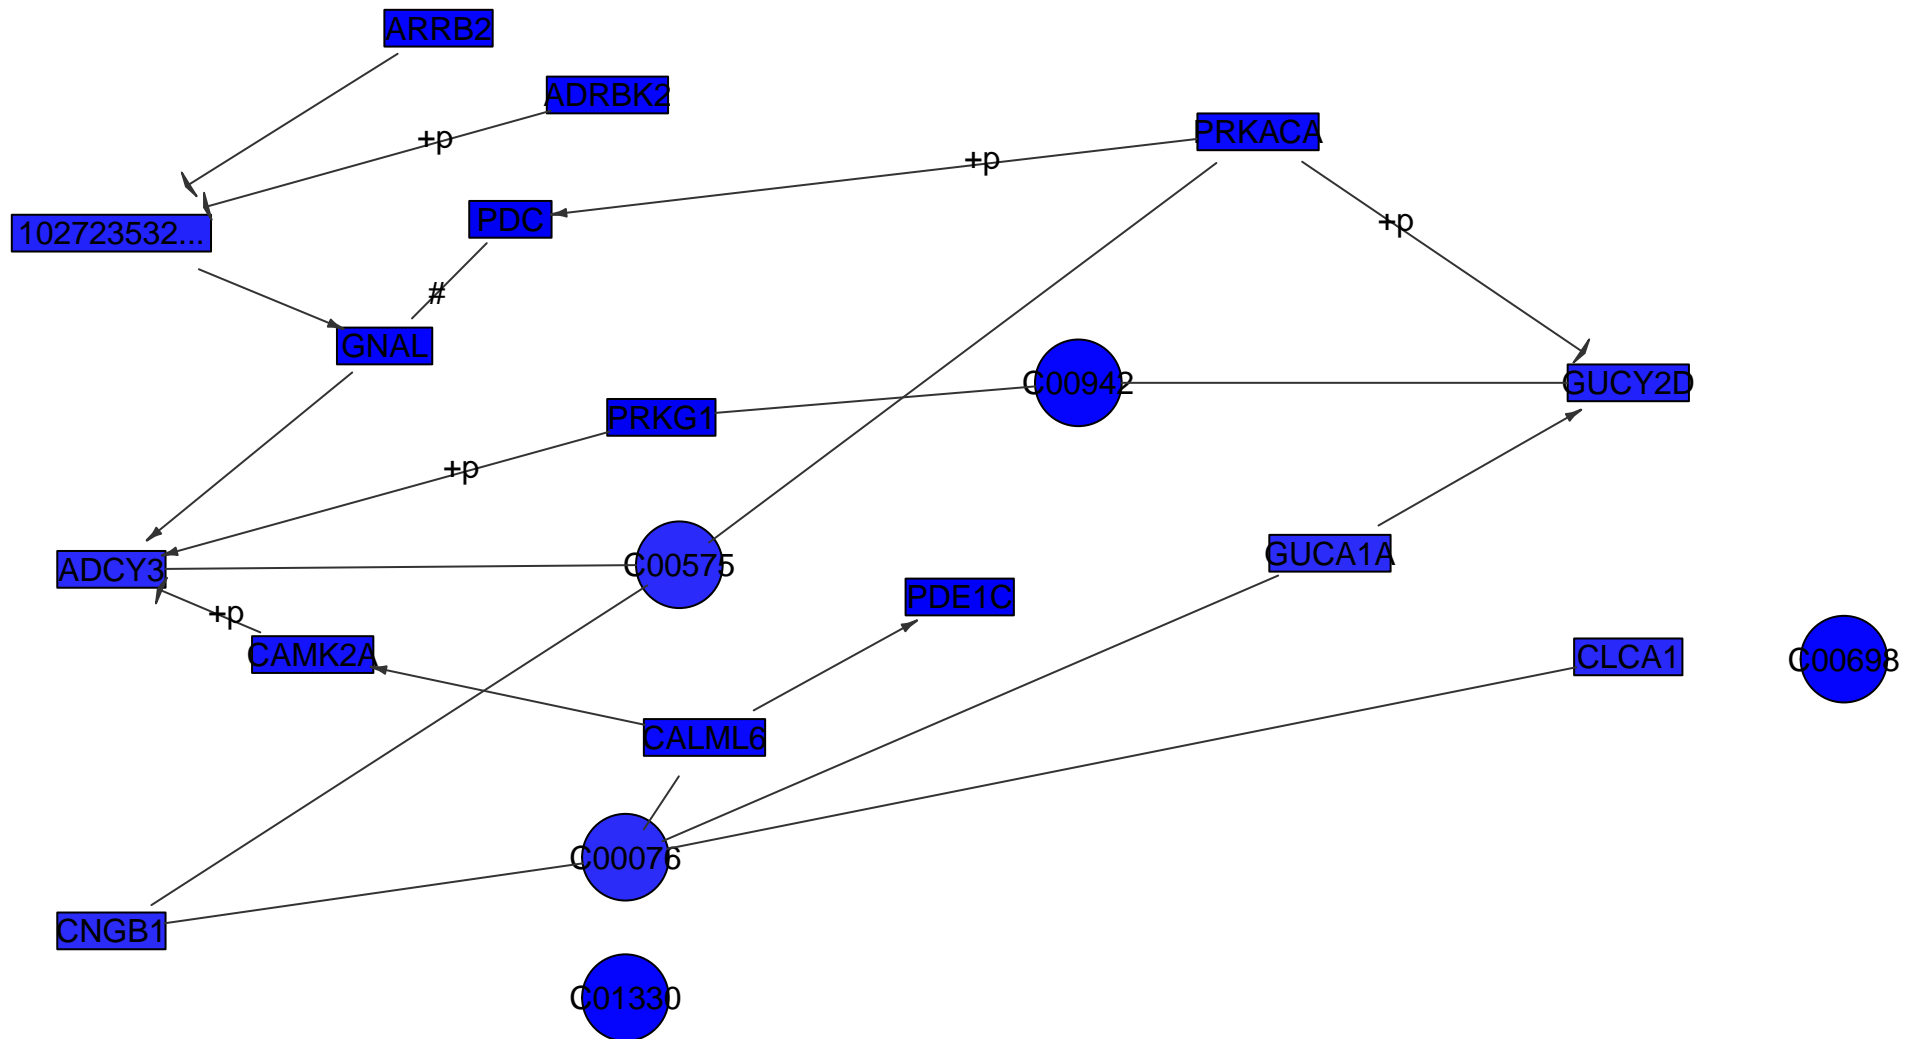 ARRB2
ADRBK2
PRKACA
+p
+p
PDC
+p
102723532...
#
GNAL
C00942
GUCY2D
PRKG1
+p
GUCA1A
ADCY3
C00575
PDE1C
+p
CAMK2A
CLCA1
C00698
CALML6
C00076
CNGB1
C01330